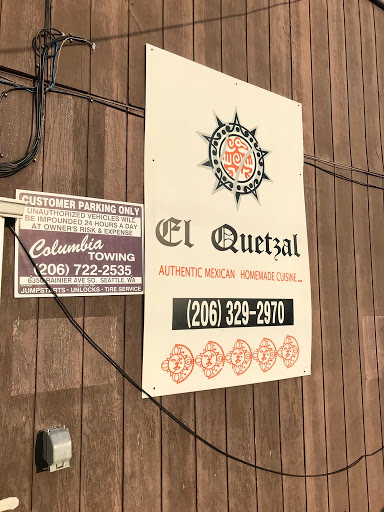 CUSTOMER PARKING ONLY
UNAUTHORIZED VEHICLES WILL
BE IMPOUNDED 24 HOURS A DAY
AT OWNER'S RISK & EXPENSE
Columbia
TOWING
(206) 722-2535
6350 RAINIER AVE SO. SEATTLE, WA
JUMPSTARTS - UNLOCKS - TIRE SERVICE
El Quetzal
AUTHENTIC MEXICAN HOMEMADE CUISINE...
(206) 329-2970